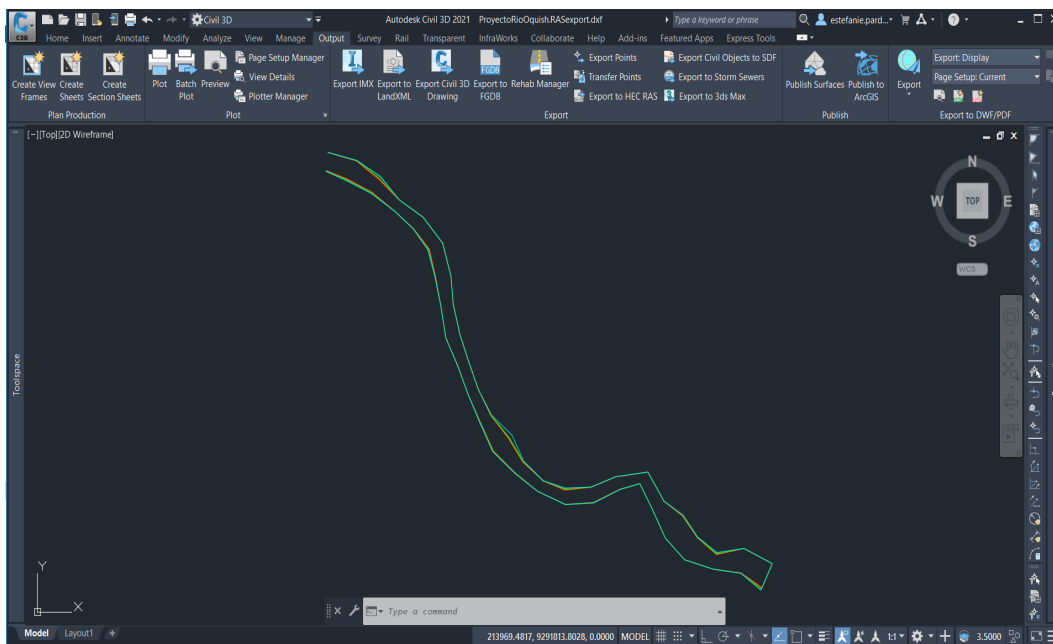 Civil 3D
Autodesk Civil 3D 2021 ProyectoRioOquish.RASexport.dxf
Type a keyword or phrase
estefanie.pard...
C3D
Home Insert Annotate Modify Analyze View Manage Output Survey Rail Transparent InfraWorks Collaborate Help Add-ins Featured Apps Express Tools
Create View Frames
Create Sheets
Create Section Sheets
Plan Production
Plot
Batch Plot
Preview
Page Setup Manager
View Details
Plotter Manager
Plot
Export IMX
Export to LandXML
Export Civil 3D Drawing
Export to FGDB
FGDB
Rehab Manager
Export Points
Transfer Points
Export to HEC RAS
Export Civil Objects to SDF
Export to Storm Sewers
Export to 3ds Max
Export
Publish Surfaces
Publish to ArcGIS
Publish
Export
Export: Display
Page Setup: Current
Export to DWF/PDF
[−][Top][2D Wireframe]
N
W TOP E
S
WCS
Toolspace
Y
X
Type a command
Model Layout1 +
213969.4817, 9291813.8028, 0.0000 MODEL 1:1 3.5000